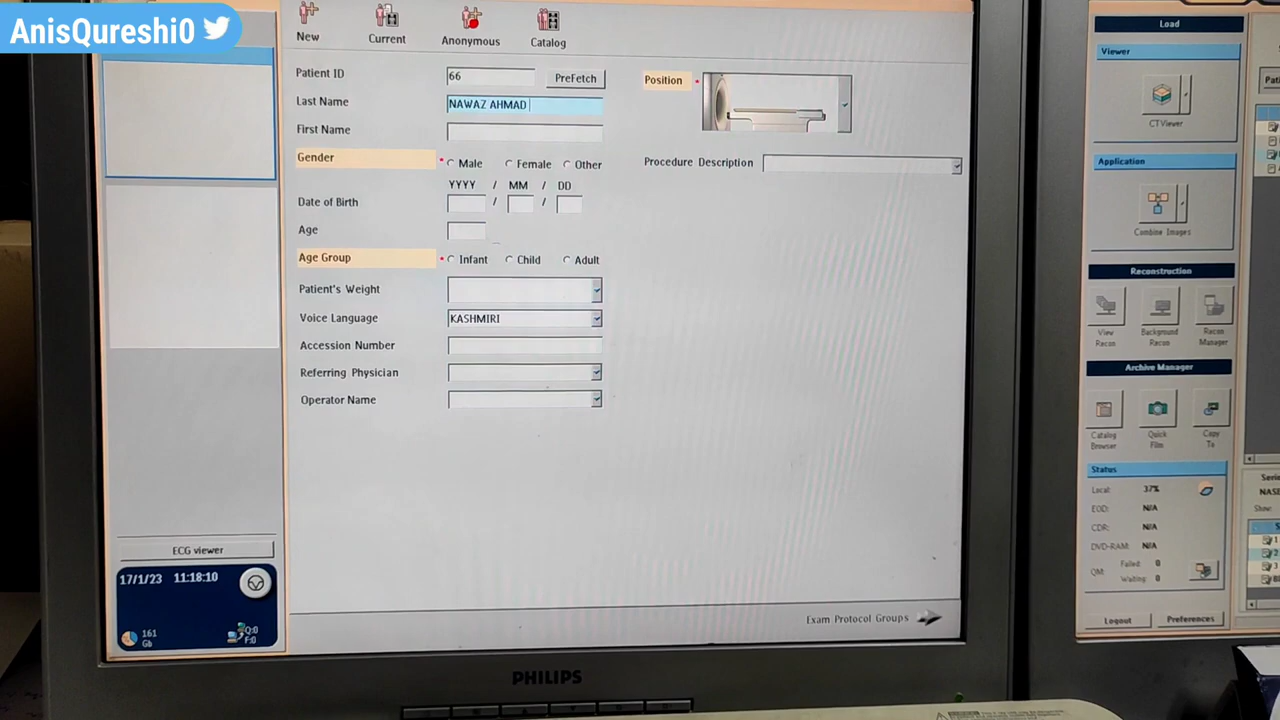 AnisQureshi0
New Current Anonymous Catalog
Patient ID 66 PreFetch
Position *
Last Name NAWAZ AHMAD
First Name
Gender * Male Female Other
Procedure Description
YYYY / MM / DD
Date of Birth / /
Age
Age Group * Infant Child Adult
Patient's Weight
Voice Language KASHMIRI
Accession Number
Referring Physician
Operator Name
ECG viewer
17/1/23 11:18:10
161
Gb
Q:0
F:0
Exam Protocol Groups
PHILIPS
Load
Viewer
CT Viewer
Application
Combine Images
Reconstruction
View Recon
Background Recon
Recon Manager
Archive Manager
Catalog Browser
Quick Film
Copy To
Status
Local: 37%
EOD: N/A
CDR: N/A
DVD-RAM: N/A
QM: Failed: 0
Waiting: 0
Logout Preferences